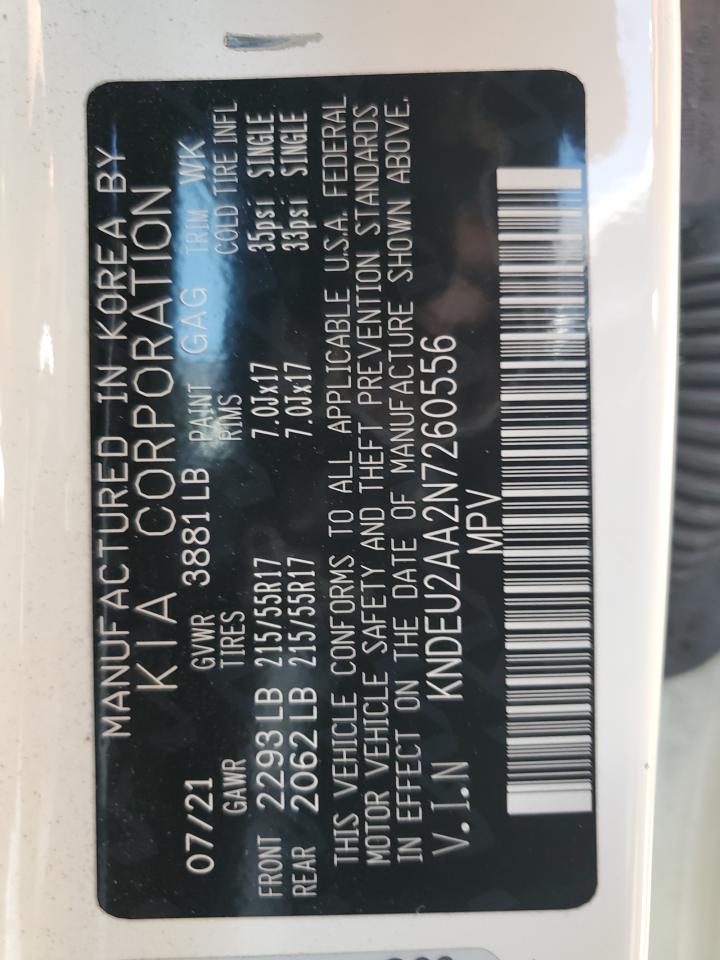 MANUFACTURED IN KOREA BY
KIA CORPORATION
07/21 GVWR 3881 LB PAINT GAG TRIM WK
GAWR TIRES RIMS COLD TIRE INFL
FRONT 2293 LB 215/55R17 7.0Jx17 35psi SINGLE
REAR 2062 LB 215/55R17 7.0Jx17 33psi SINGLE
THIS VEHICLE CONFORMS TO ALL APPLICABLE U.S.A. FEDERAL
MOTOR VEHICLE SAFETY AND THEFT PREVENTION STANDARDS
IN EFFECT ON THE DATE OF MANUFACTURE SHOWN ABOVE.
V.I.N KNDEU2AA2N7260556
MPV